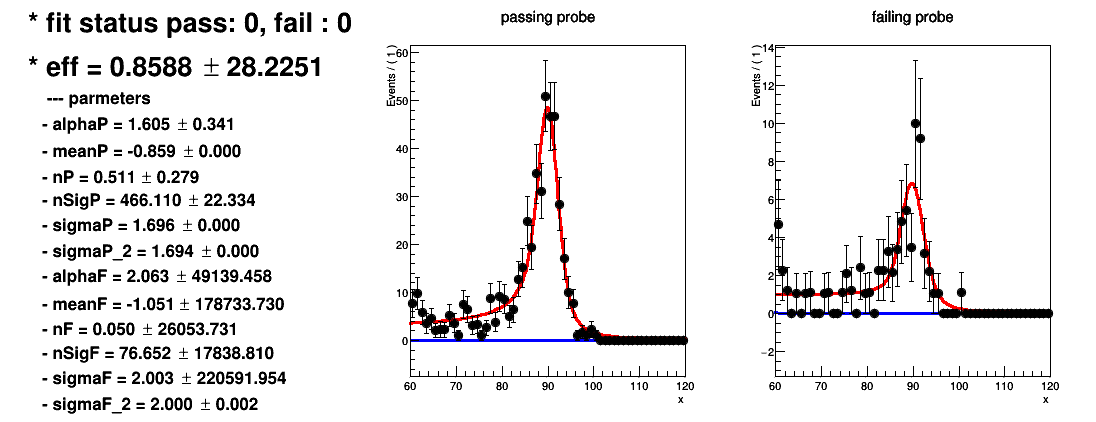 * fit status pass: 0, fail : 0
* eff = 0.8588 ± 28.2251
--- parmeters
- alphaP = 1.605 ± 0.341
- meanP = -0.859 ± 0.000
- nP = 0.511 ± 0.279
- nSigP = 466.110 ± 22.334
- sigmaP = 1.696 ± 0.000
- sigmaP_2 = 1.694 ± 0.000
- alphaF = 2.063 ± 49139.458
- meanF = -1.051 ± 178733.730
- nF = 0.050 ± 26053.731
- nSigF = 76.652 ± 17838.810
- sigmaF = 2.003 ± 220591.954
- sigmaF_2 = 2.000 ± 0.002
passing probe
Events / ( 1 )
60
50
40
30
20
10
0
60 70 80 90 100 110 120
x
failing probe
Events / ( 1 )
14
12
10
8
6
4
2
0
−2
60 70 80 90 100 110 120
x